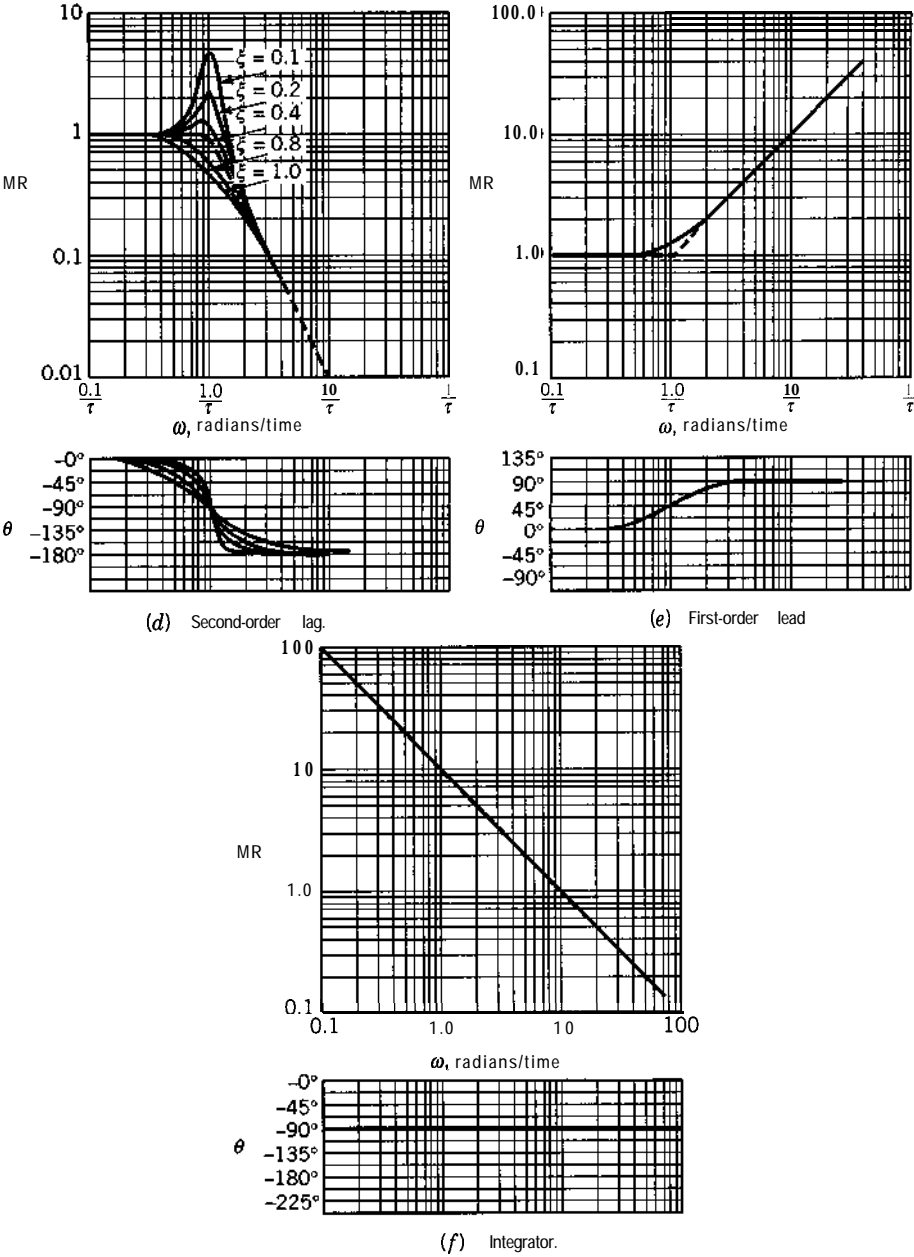 10
1
MR
0.1
0.01
ξ = 0.1
ξ = 0.2
ξ = 0.4
ξ = 0.8
ξ = 1.0
0.1/τ 1.0/τ 10/τ 1/τ
ω, radians/time
−0°
−45°
−90°
θ −135°
−180°
(d) Second-order lag.
100.0
10.0
MR
1.0
0.1
0.1/τ 1.0/τ 10/τ 1/τ
ω, radians/time
135°
90°
45°
θ 0°
−45°
−90°
(e) First-order lead
100
10
MR
1.0
0.1
0.1 1.0 10 100
ω, radians/time
−0°
−45°
−90°
θ −135°
−180°
−225°
(f) Integrator.